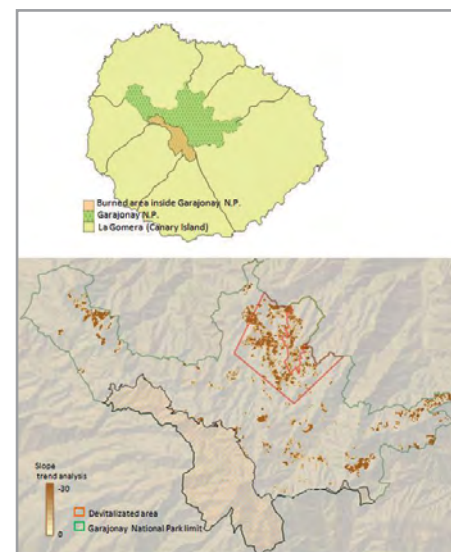 Burned area inside Garajonay N.P.
Garajonay N.P.
La Gomera (Canary Island)
Slope
trend analysis
-30
0
Devitalizated area
Garajonay National Park limit